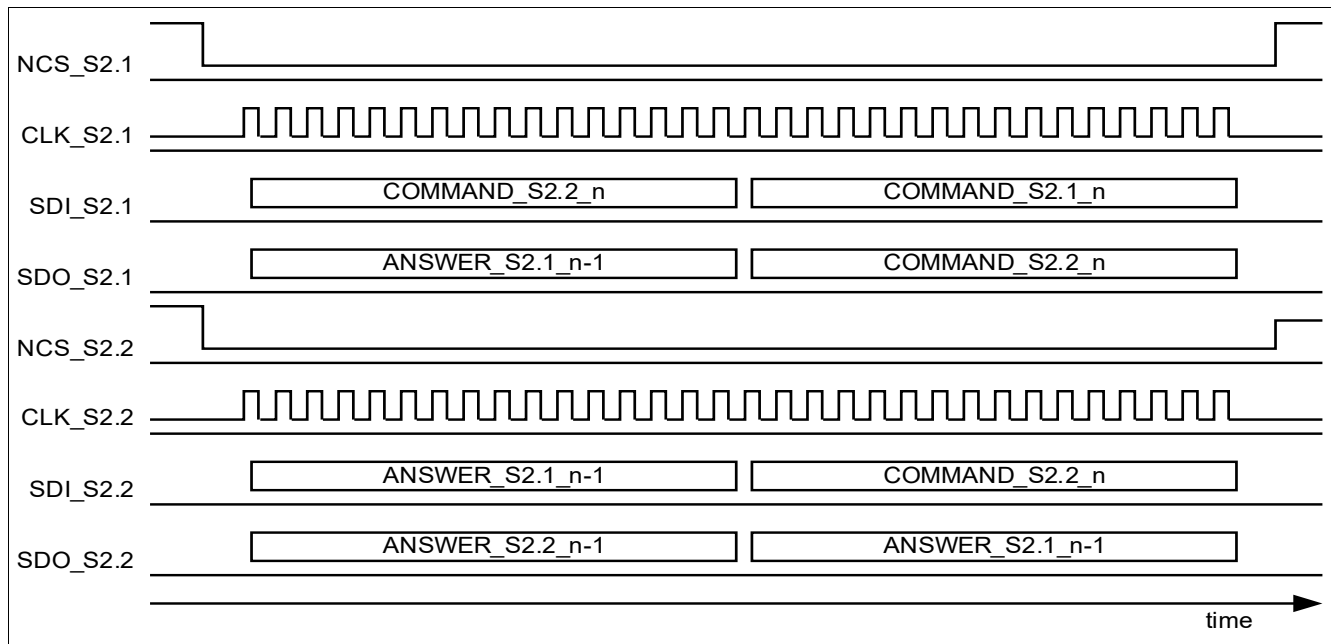 NCS_S2.1
CLK_S2.1
SDI_S2.1 COMMAND_S2.2_n COMMAND_S2.1_n
SDO_S2.1 ANSWER_S2.1_n-1 COMMAND_S2.2_n
NCS_S2.2
CLK_S2.2
SDI_S2.2 ANSWER_S2.1_n-1 COMMAND_S2.2_n
SDO_S2.2 ANSWER_S2.2_n-1 ANSWER_S2.1_n-1
time